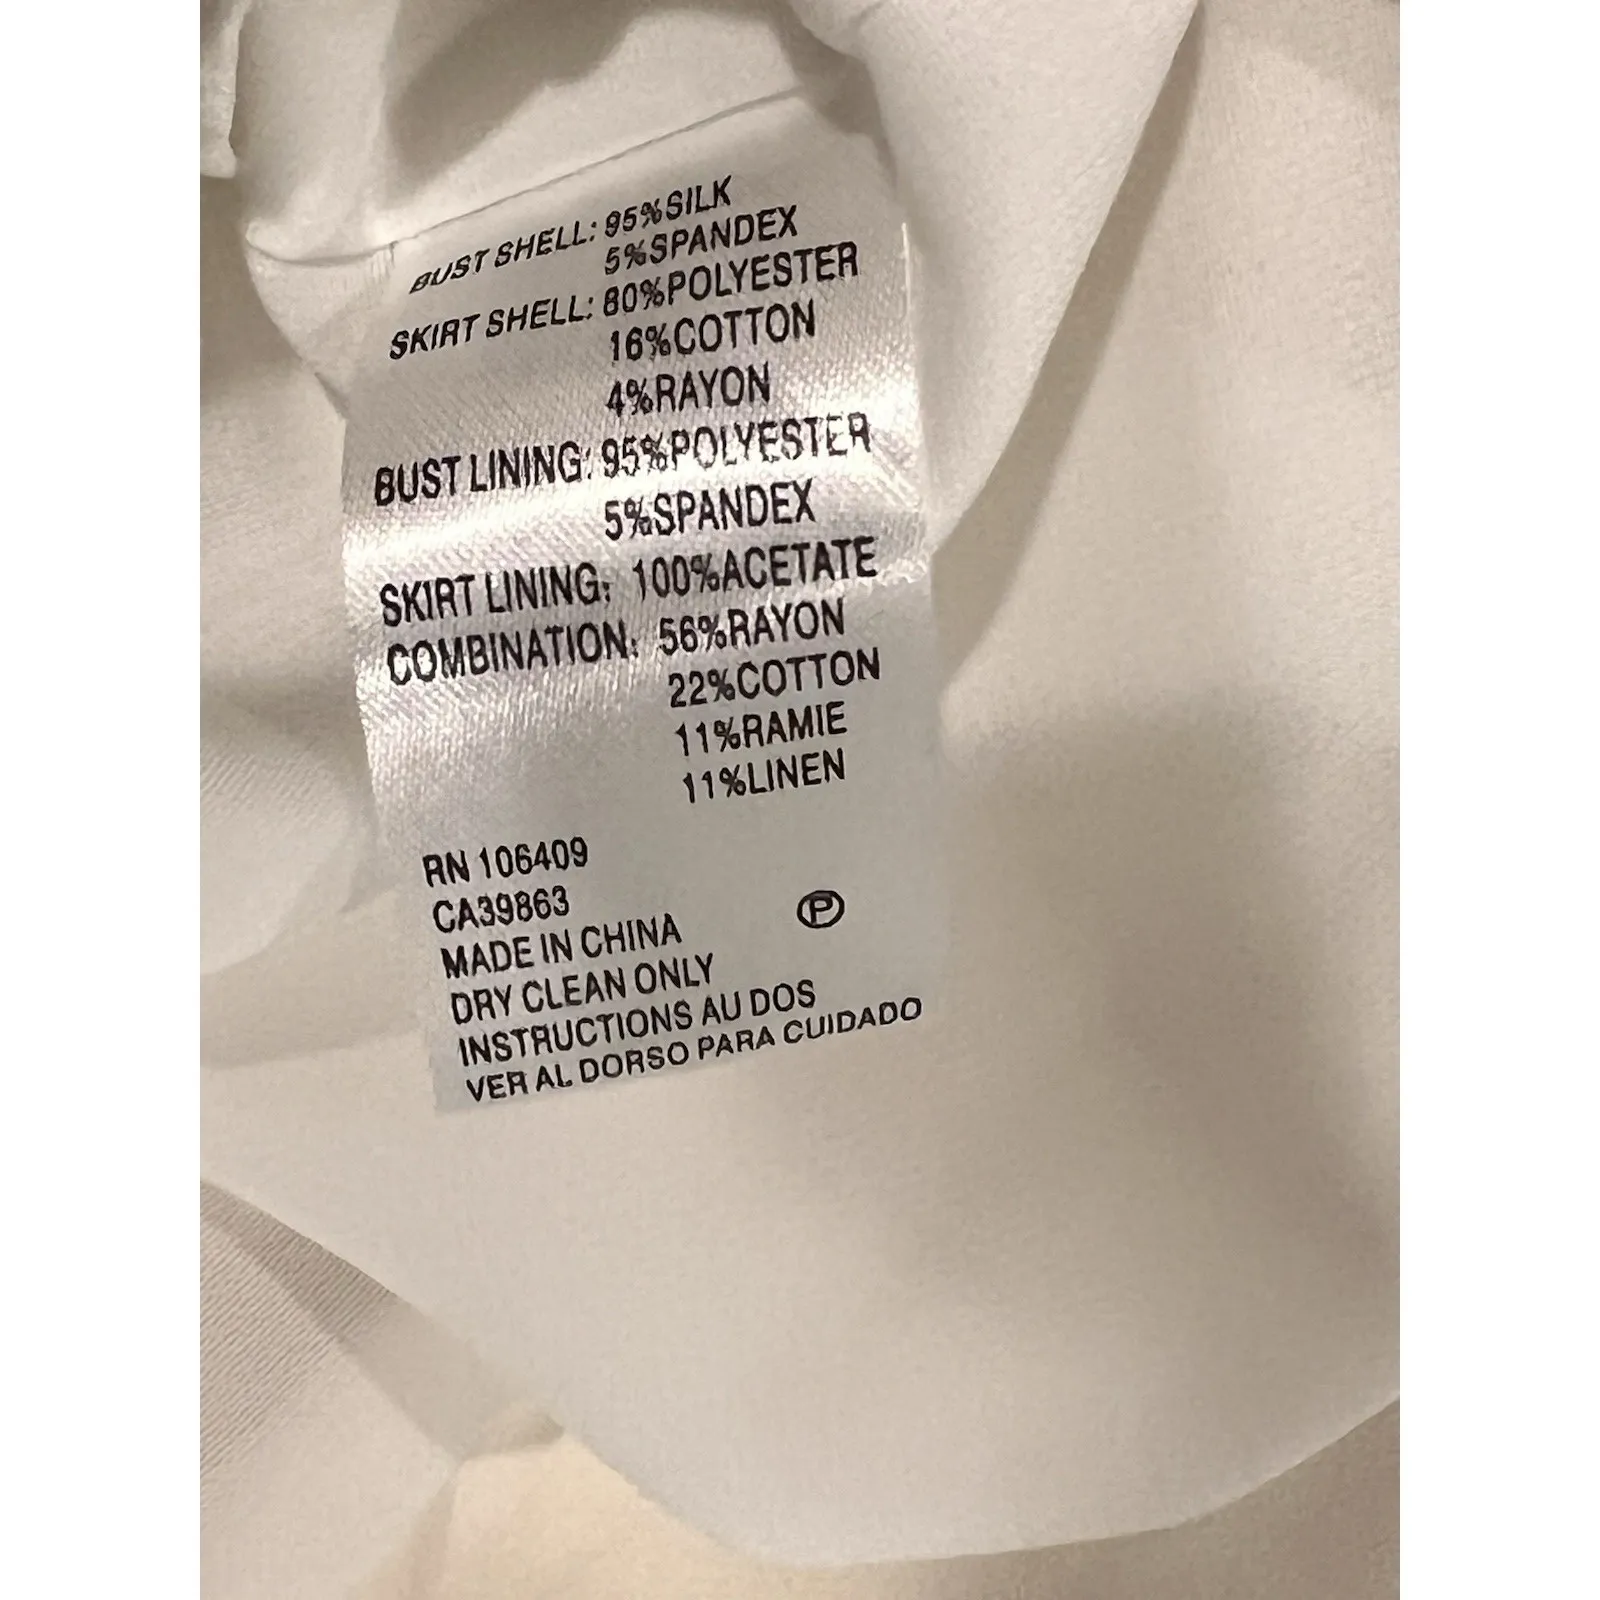 BUST SHELL: 95%SILK
5%SPANDEX
SKIRT SHELL: 80%POLYESTER
16%COTTON
4%RAYON
BUST LINING: 95%POLYESTER
5%SPANDEX
SKIRT LINING: 100%ACETATE
COMBINATION: 56%RAYON
22%COTTON
11%RAMIE
11%LINEN
RN 106409
CA39863
MADE IN CHINA
P
DRY CLEAN ONLY
INSTRUCTIONS AU DOS
VER AL DORSO PARA CUIDADO